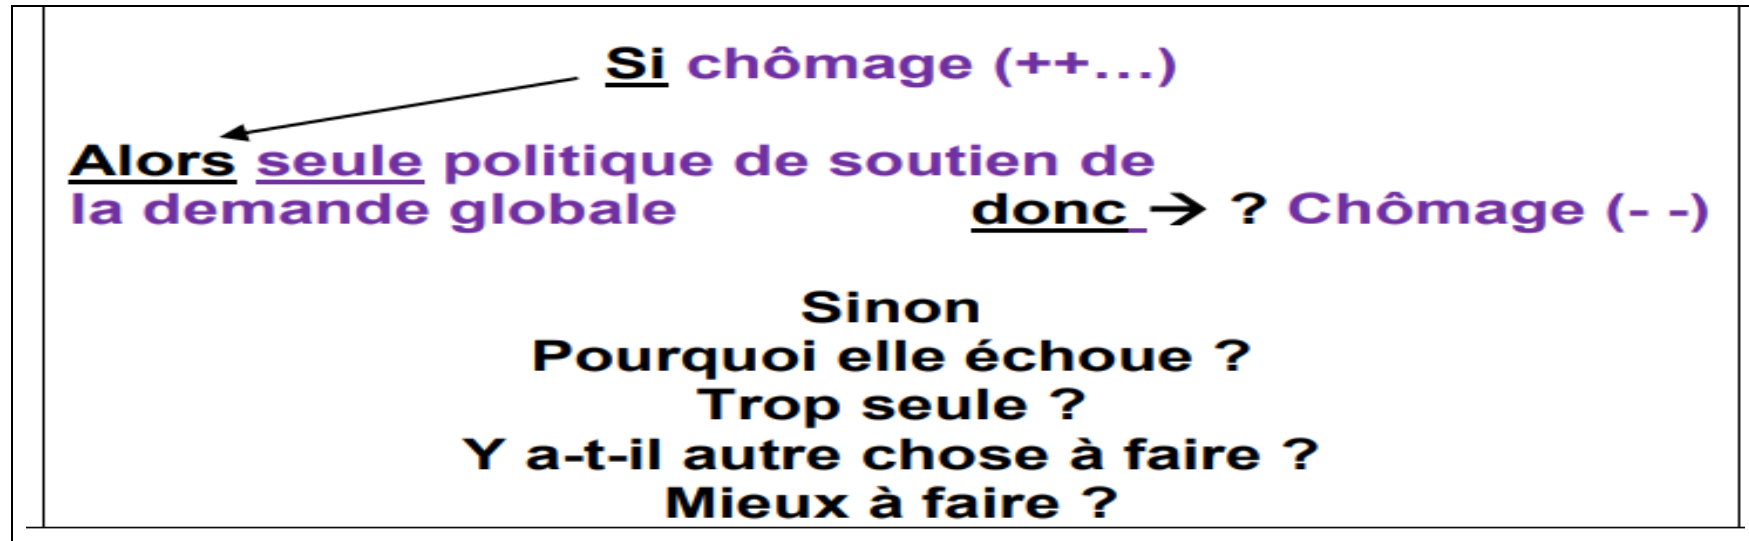 Si chômage (++…)
Alors seule politique de soutien de
la demande globale donc → ? Chômage (- -)
Sinon
Pourquoi elle échoue ?
Trop seule ?
Y a-t-il autre chose à faire ?
Mieux à faire ?